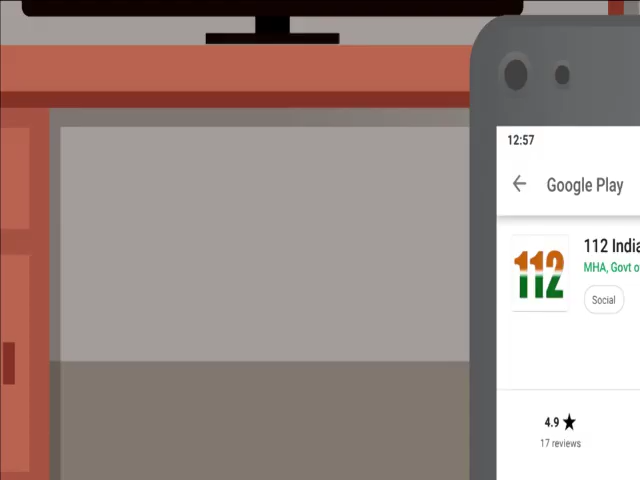 12:57
Google Play
112
112 India
MHA, Govt o
Social
4.9
17 reviews